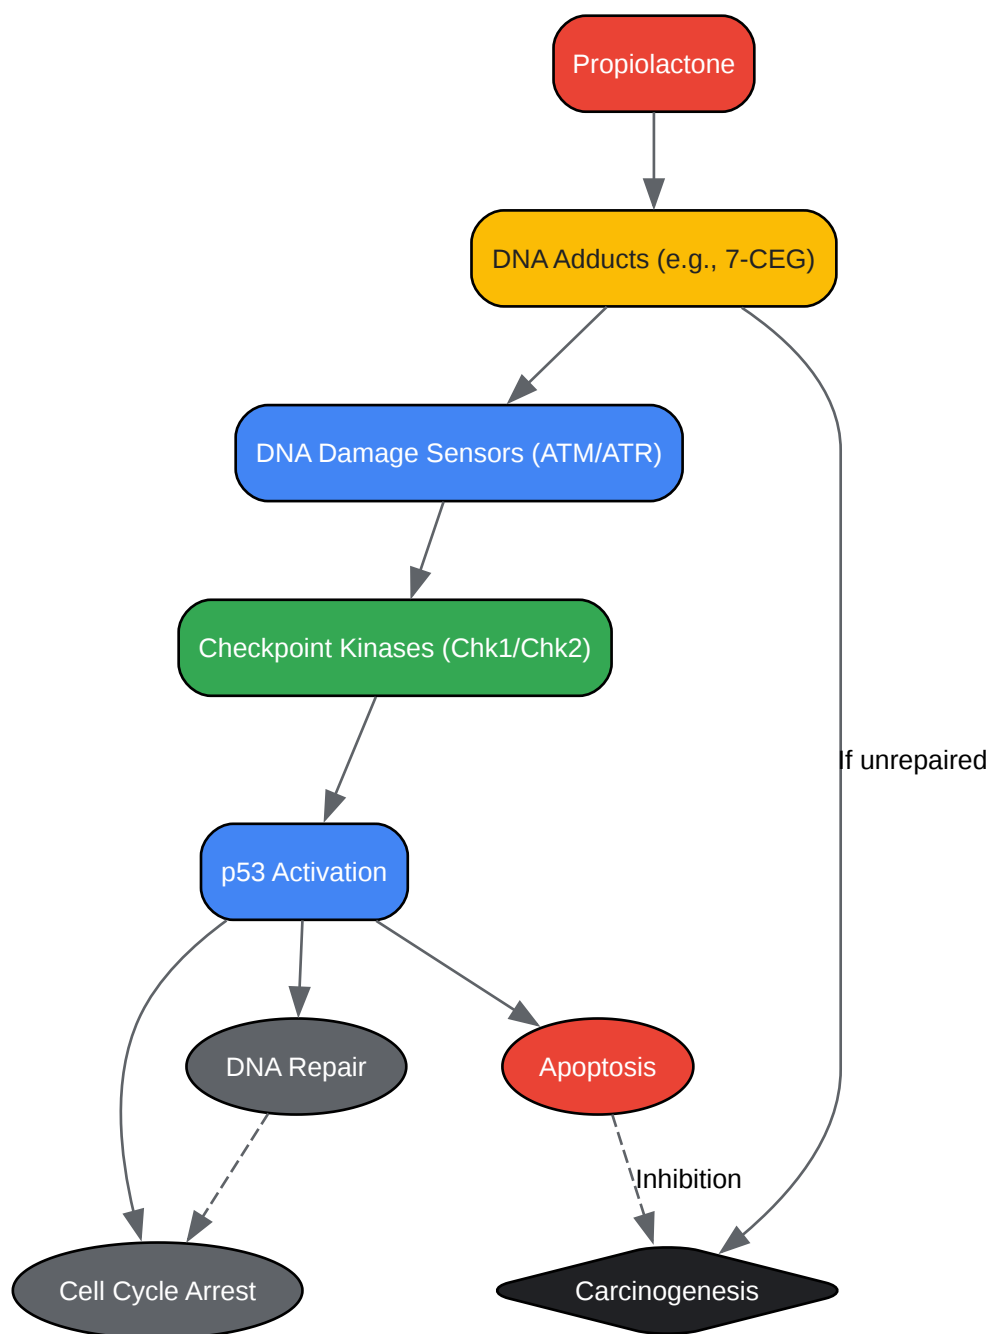 Propiolactone
DNA Adducts (e.g., 7-CEG)
DNA Damage Sensors (ATM/ATR)
Checkpoint Kinases (Chk1/Chk2)
If unrepaired
p53 Activation
DNA Repair
Apoptosis
Inhibition
Cell Cycle Arrest
Carcinogenesis